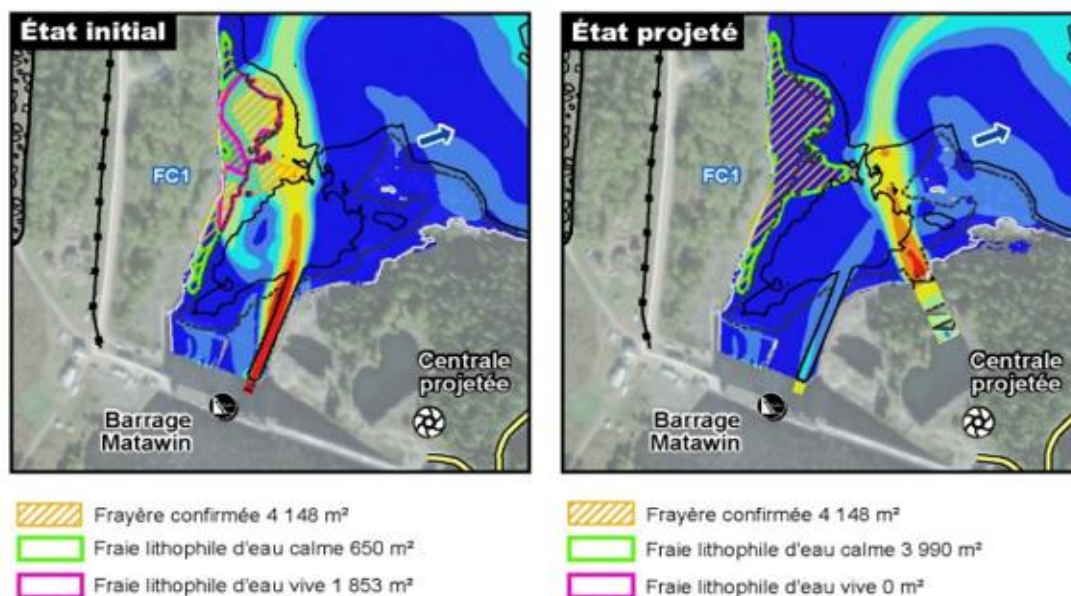 État initial
FC1
Centrale
projetée
Barrage
Matawin
Frayère confirmée 4 148 m²
Fraie lithophile d'eau calme 650 m²
Fraie lithophile d'eau vive 1 853 m²
État projeté
FC1
Centrale
projetée
Barrage
Matawin
Frayère confirmée 4 148 m²
Fraie lithophile d'eau calme 3 990 m²
Fraie lithophile d'eau vive 0 m²